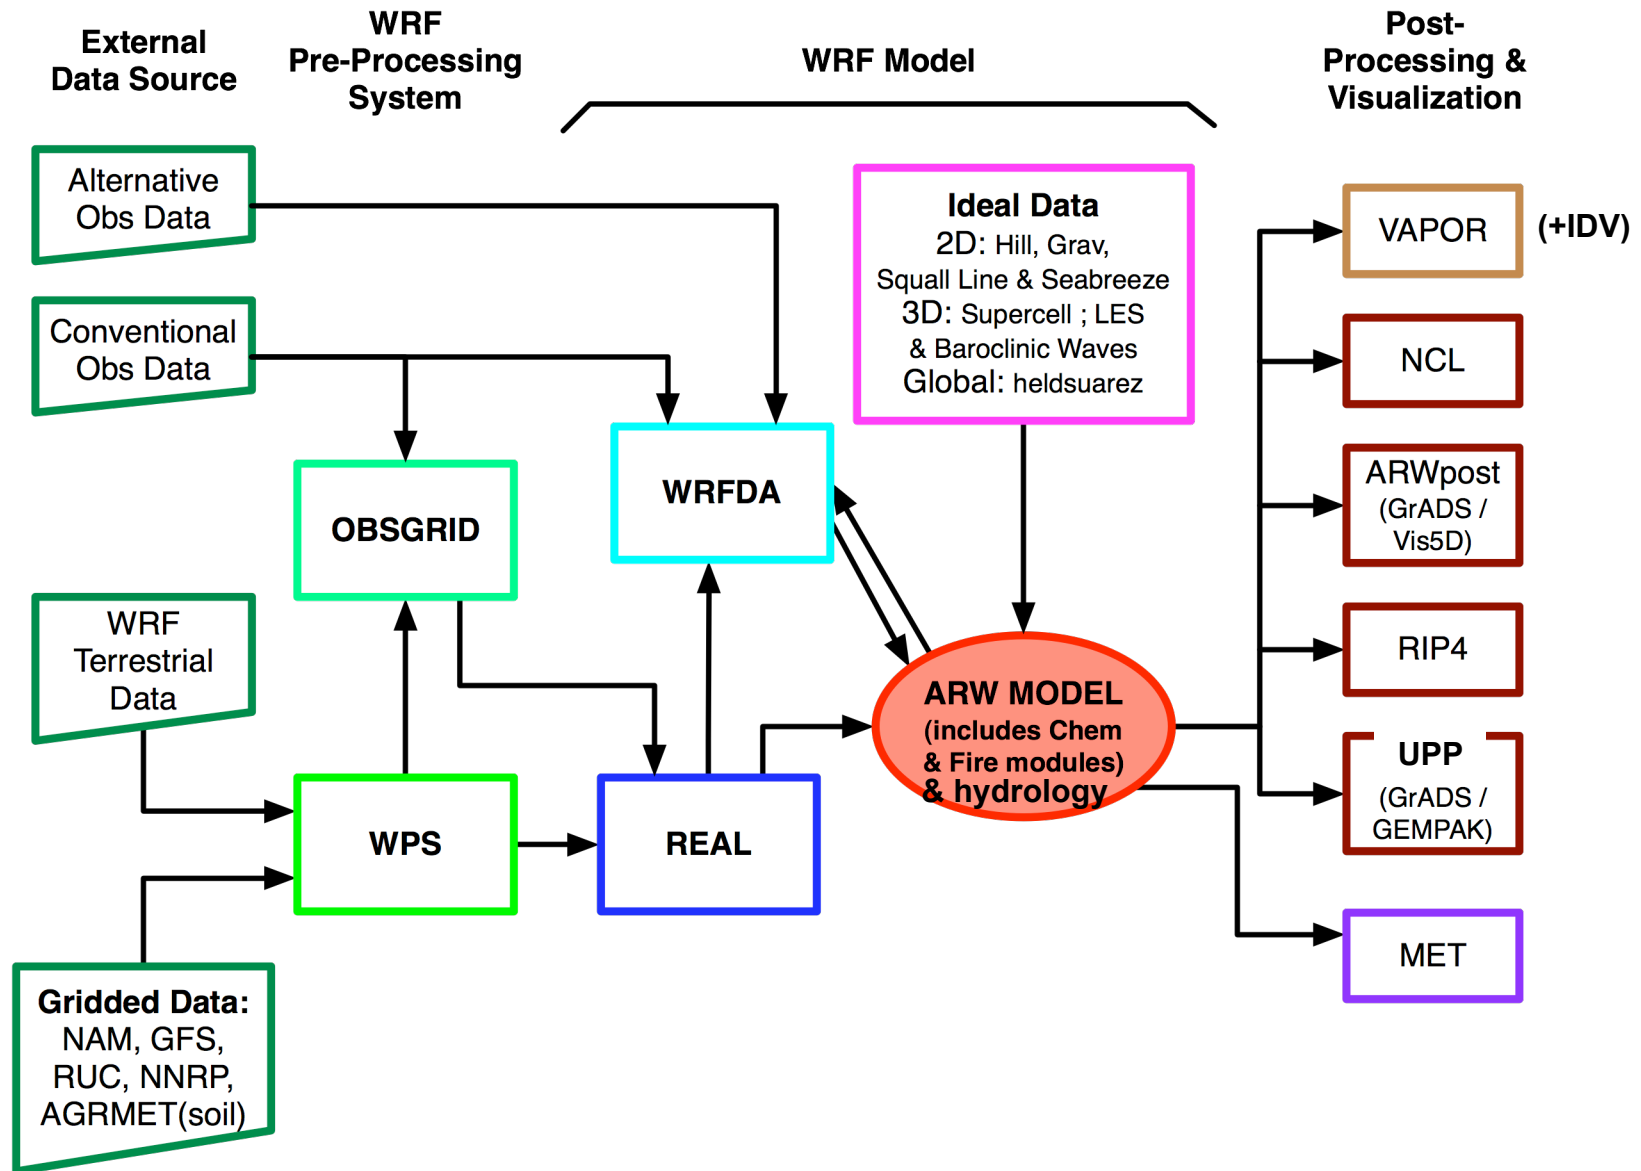 External
Data Source
WRF
Pre-Processing
System
WRF Model
Post-
Processing &
Visualization
Alternative
Obs Data
Conventional
Obs Data
WRF
Terrestrial
Data
Gridded Data:
NAM, GFS,
RUC, NNRP,
AGRMET(soil)
OBSGRID
WPS
WRFDA
REAL
Ideal Data
2D: Hill, Grav,
Squall Line & Seabreeze
3D: Supercell ; LES
& Baroclinic Waves
Global: heldsuarez
ARW MODEL
(includes Chem
& Fire modules)
& hydrology
VAPOR
(+IDV)
NCL
ARWpost
(GrADS /
Vis5D)
RIP4
UPP
(GrADS /
GEMPAK)
MET